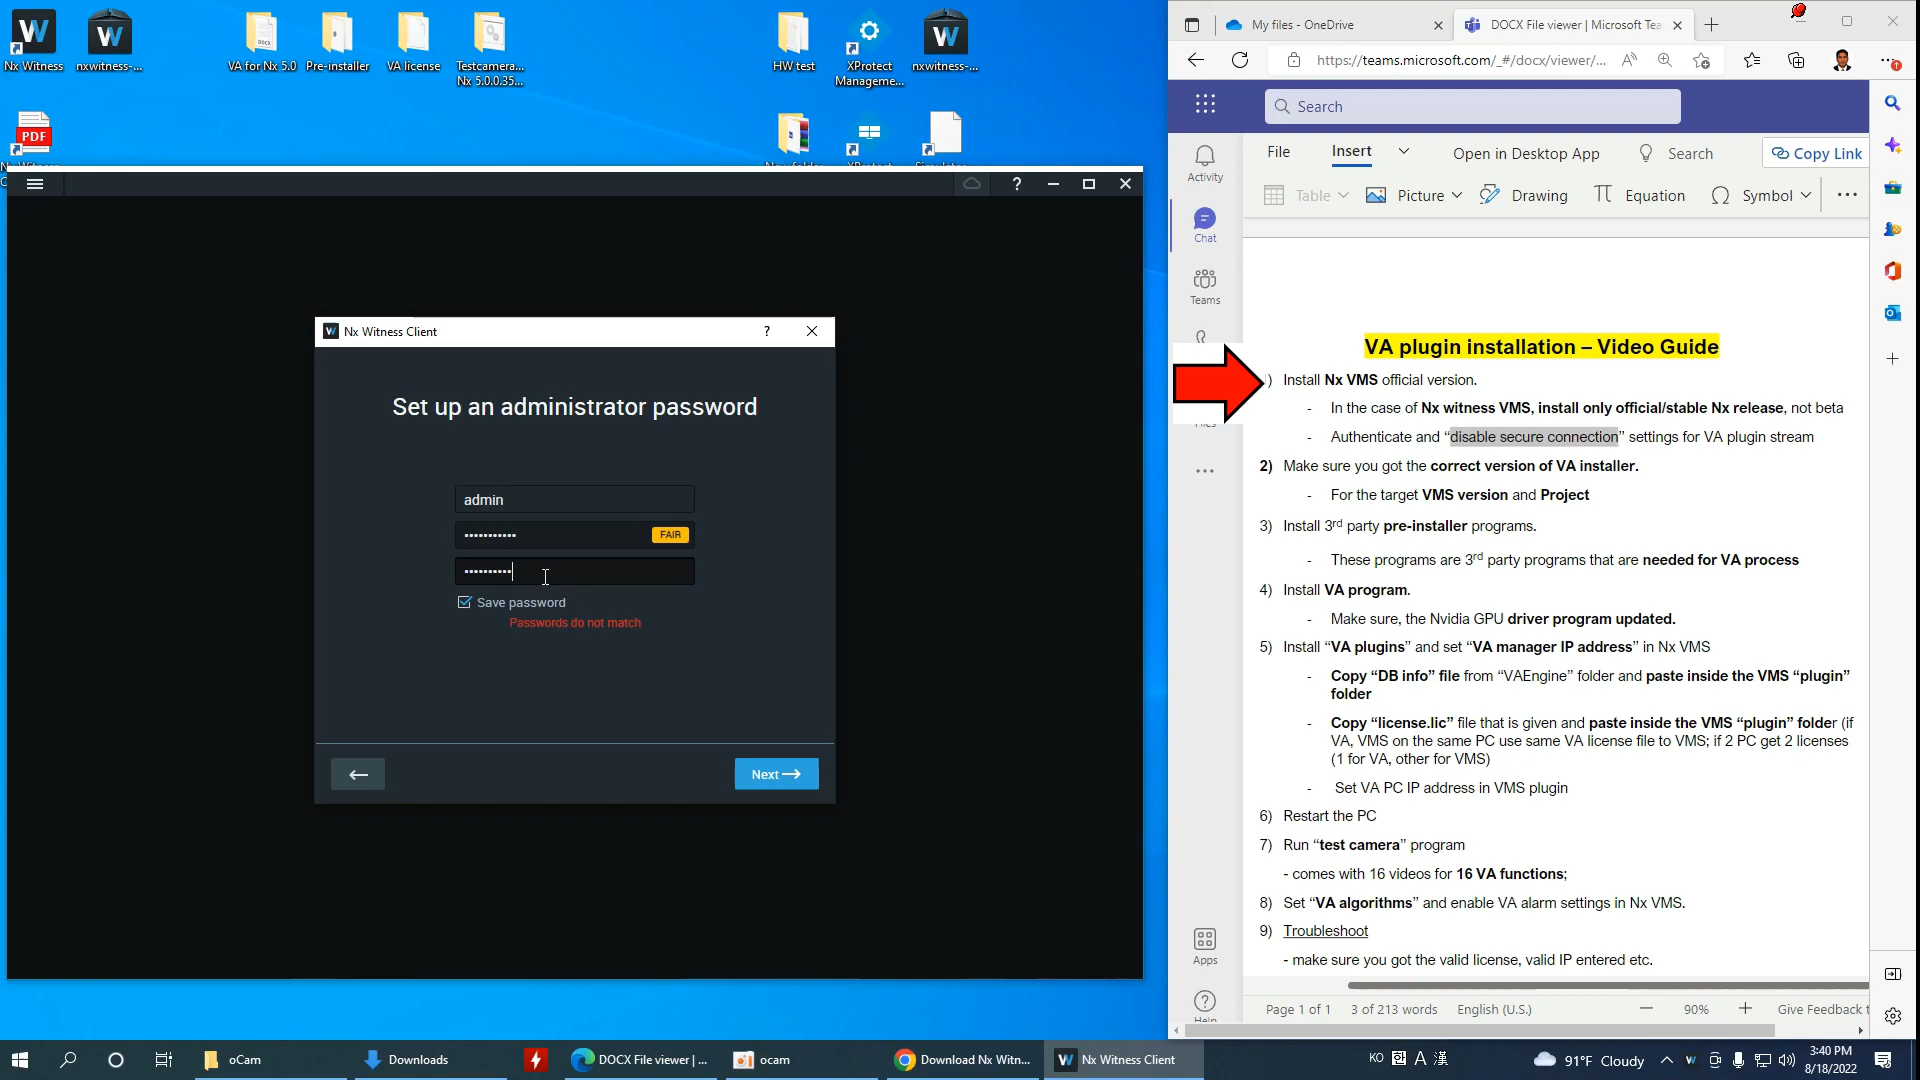 Nx Witness
nxwitness-...
VA for Nx 5.0
Pre-installer
VA license
Testcamera...
Nx 5.0.0.35...
HW test
XProtect
Manageme...
nxwitness-...
PDF
Nx Witness Client
?
Set up an administrator password
admin
FAIR
Save password
Passwords do not match
Next
My files - OneDrive
DOCX File viewer | Microsoft Tea
https://teams.microsoft.com/_#/docx/viewer/...
Search
Activity
Chat
Teams
Apps
File
Insert
Open in Desktop App
Search
Copy Link
Table
Picture
Drawing
Equation
Symbol
VA plugin installation – Video Guide
) Install Nx VMS official version.
- In the case of Nx witness VMS, install only official/stable Nx release, not beta
- Authenticate and “disable secure connection” settings for VA plugin stream
2) Make sure you got the correct version of VA installer.
- For the target VMS version and Project
3) Install 3rd party pre-installer programs.
- These programs are 3rd party programs that are needed for VA process
4) Install VA program.
- Make sure, the Nvidia GPU driver program updated.
5) Install “VA plugins” and set “VA manager IP address” in Nx VMS
- Copy “DB info” file from “VAEngine” folder and paste inside the VMS “plugin”
folder
- Copy “license.lic” file that is given and paste inside the VMS “plugin” folder (if
VA, VMS on the same PC use same VA license file to VMS; if 2 PC get 2 licenses
(1 for VA, other for VMS)
- Set VA PC IP address in VMS plugin
6) Restart the PC
7) Run “test camera” program
- comes with 16 videos for 16 VA functions;
8) Set “VA algorithms” and enable VA alarm settings in Nx VMS.
9) Troubleshoot
- make sure you got the valid license, valid IP entered etc.
Page 1 of 1
3 of 213 words
English (U.S.)
90%
Give Feedback t
oCam
Downloads
DOCX File viewer | ...
ocam
Download Nx Witn...
Nx Witness Client
KO
A 漢
91°F Cloudy
3:40 PM
8/18/2022